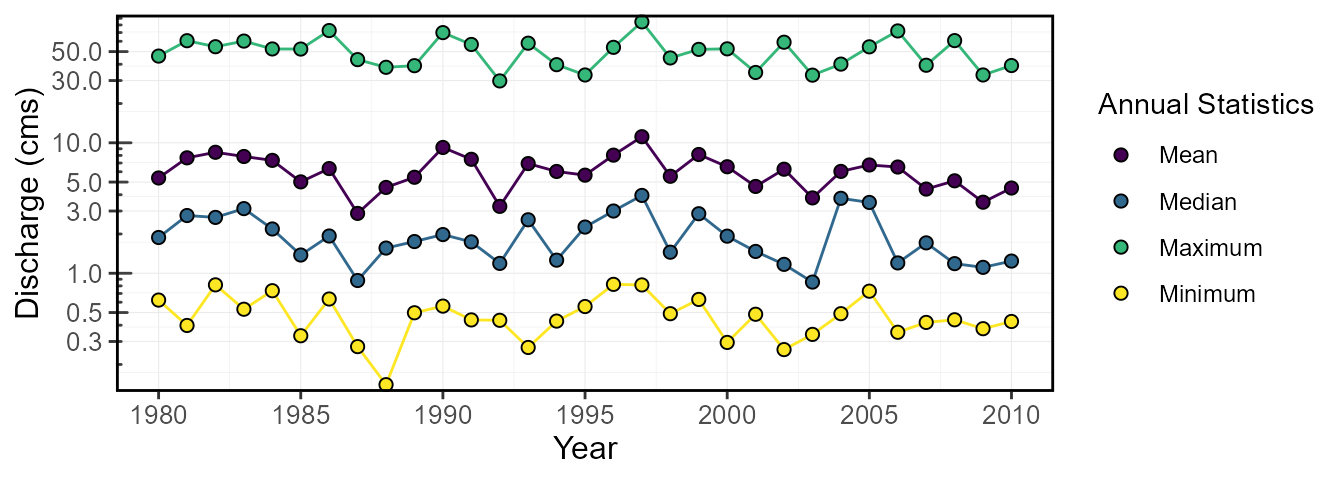 50.0
30.0
10.0
5.0
3.0
1.0
0.5
0.3
Discharge (cms)
1980 1985 1990 1995 2000 2005 2010
Year
Annual Statistics
Mean
Median
Maximum
Minimum